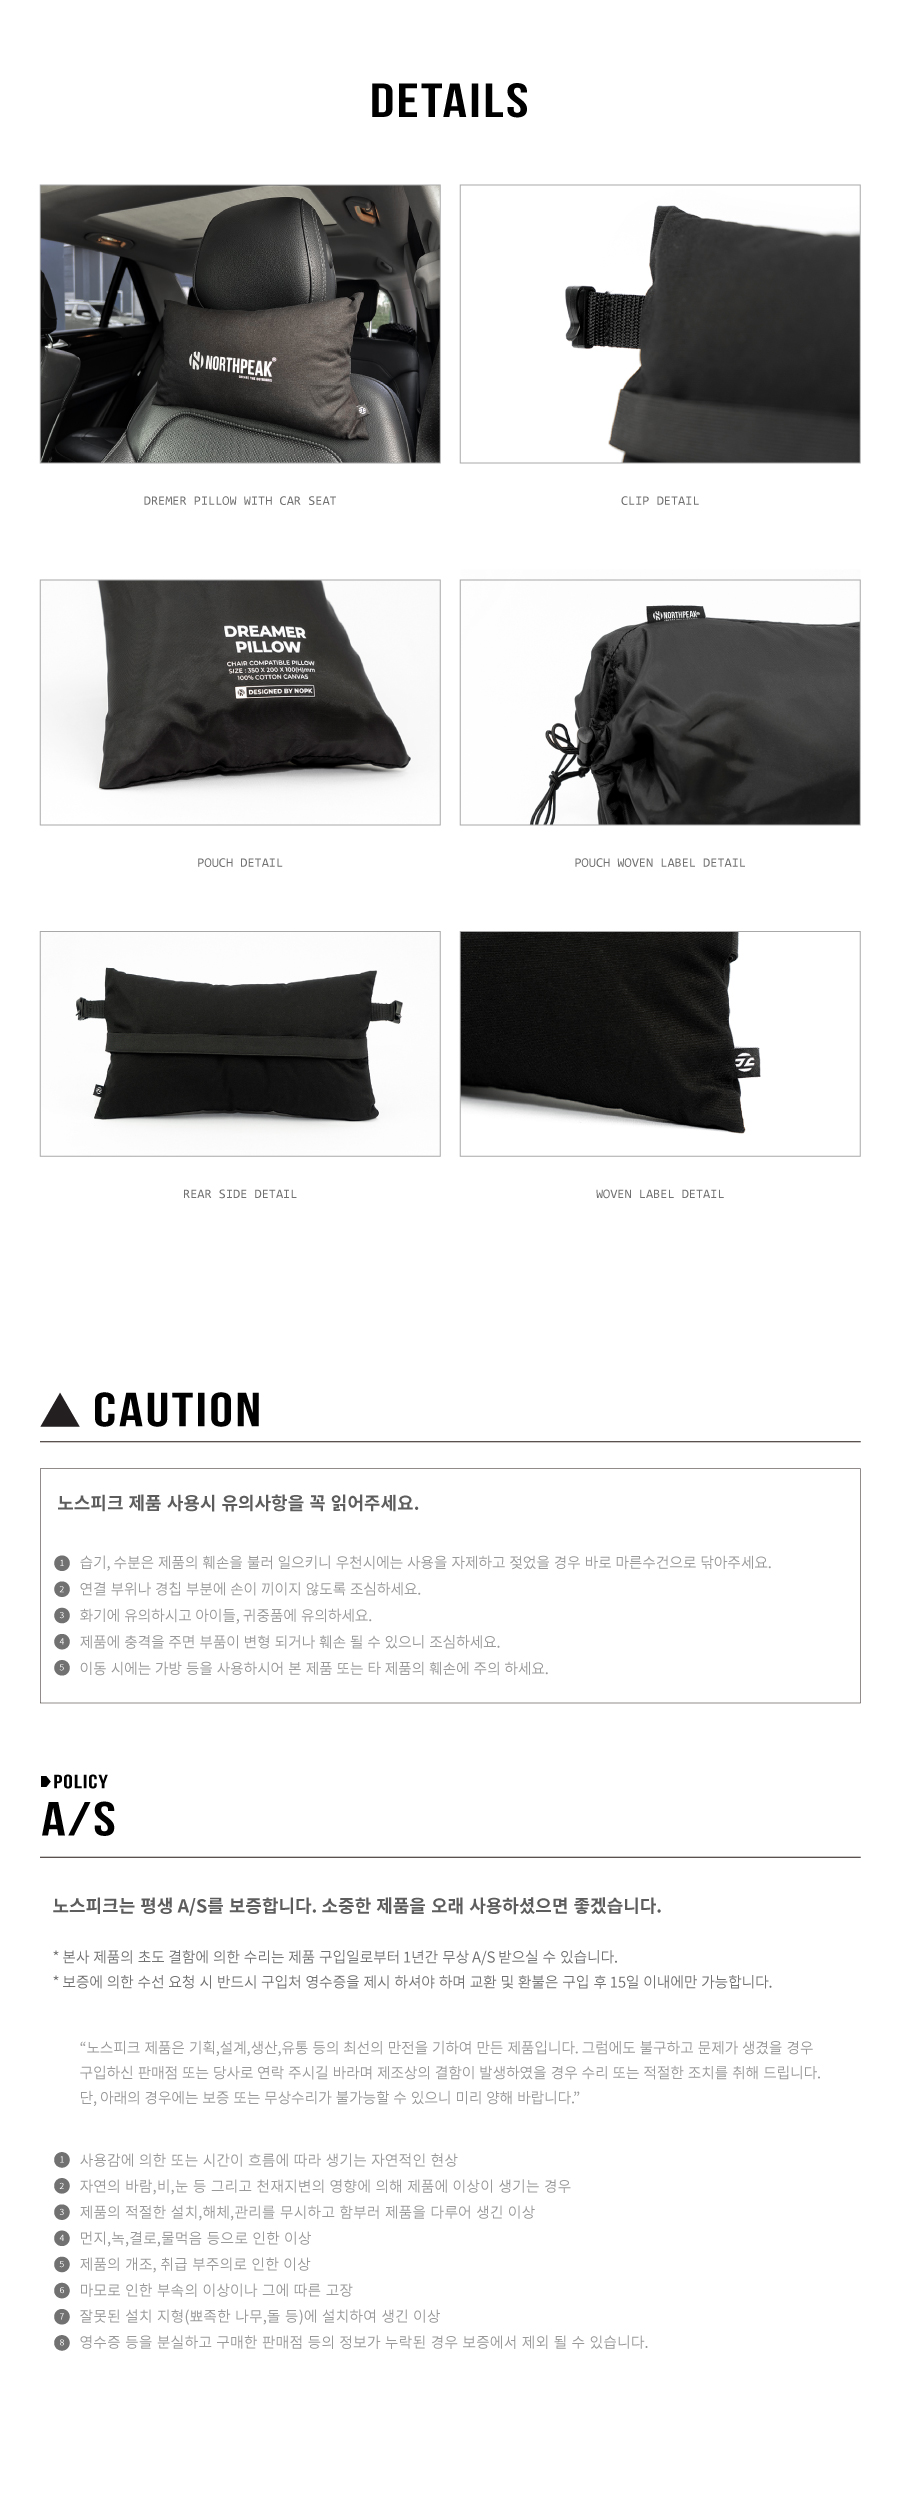 DETAILS
NORTHPEAK
DREMER PILLOW WITH CAR SEAT
CLIP DETAIL
DREAMER
PILLOW
CHAIR COMPATIBLE PILLOW
SIZE : 350 X 200 X 100(H)mm
100% COTTON CANVAS
DESIGNED BY NOPK
NORTHPEAK
POUCH DETAIL
POUCH WOVEN LABEL DETAIL
REAR SIDE DETAIL
WOVEN LABEL DETAIL
CAUTION
노스피크 제품 사용시 유의사항을 꼭 읽어주세요.
1 습기, 수분은 제품의 훼손을 불러 일으키니 우천시에는 사용을 자제하고 젖었을 경우 바로 마른수건으로 닦아주세요.
2 연결 부위나 경칩 부분에 손이 끼이지 않도록 조심하세요.
3 화기에 유의하시고 아이들, 귀중품에 유의하세요.
4 제품에 충격을 주면 부품이 변형 되거나 훼손 될 수 있으니 조심하세요.
5 이동 시에는 가방 등을 사용하시어 본 제품 또는 타 제품의 훼손에 주의 하세요.
POLICY
A/S
노스피크는 평생 A/S를 보증합니다. 소중한 제품을 오래 사용하셨으면 좋겠습니다.
* 본사 제품의 초도 결함에 의한 수리는 제품 구입일로부터 1년간 무상 A/S 받으실 수 있습니다.
* 보증에 의한 수선 요청 시 반드시 구입처 영수증을 제시 하셔야 하며 교환 및 환불은 구입 후 15일 이내에만 가능합니다.
“노스피크 제품은 기획,설계,생산,유통 등의 최선의 만전을 기하여 만든 제품입니다. 그럼에도 불구하고 문제가 생겼을 경우
구입하신 판매점 또는 당사로 연락 주시길 바라며 제조상의 결함이 발생하였을 경우 수리 또는 적절한 조치를 취해 드립니다.
단, 아래의 경우에는 보증 또는 무상수리가 불가능할 수 있으니 미리 양해 바랍니다.”
1 사용감에 의한 또는 시간이 흐름에 따라 생기는 자연적인 현상
2 자연의 바람,비,눈 등 그리고 천재지변의 영향에 의해 제품에 이상이 생기는 경우
3 제품의 적절한 설치,해체,관리를 무시하고 함부러 제품을 다루어 생긴 이상
4 먼지,녹,결로,물먹음 등으로 인한 이상
5 제품의 개조, 취급 부주의로 인한 이상
6 마모로 인한 부속의 이상이나 그에 따른 고장
7 잘못된 설치 지형(뾰족한 나무,돌 등)에 설치하여 생긴 이상
8 영수증 등을 분실하고 구매한 판매점 등의 정보가 누락된 경우 보증에서 제외 될 수 있습니다.